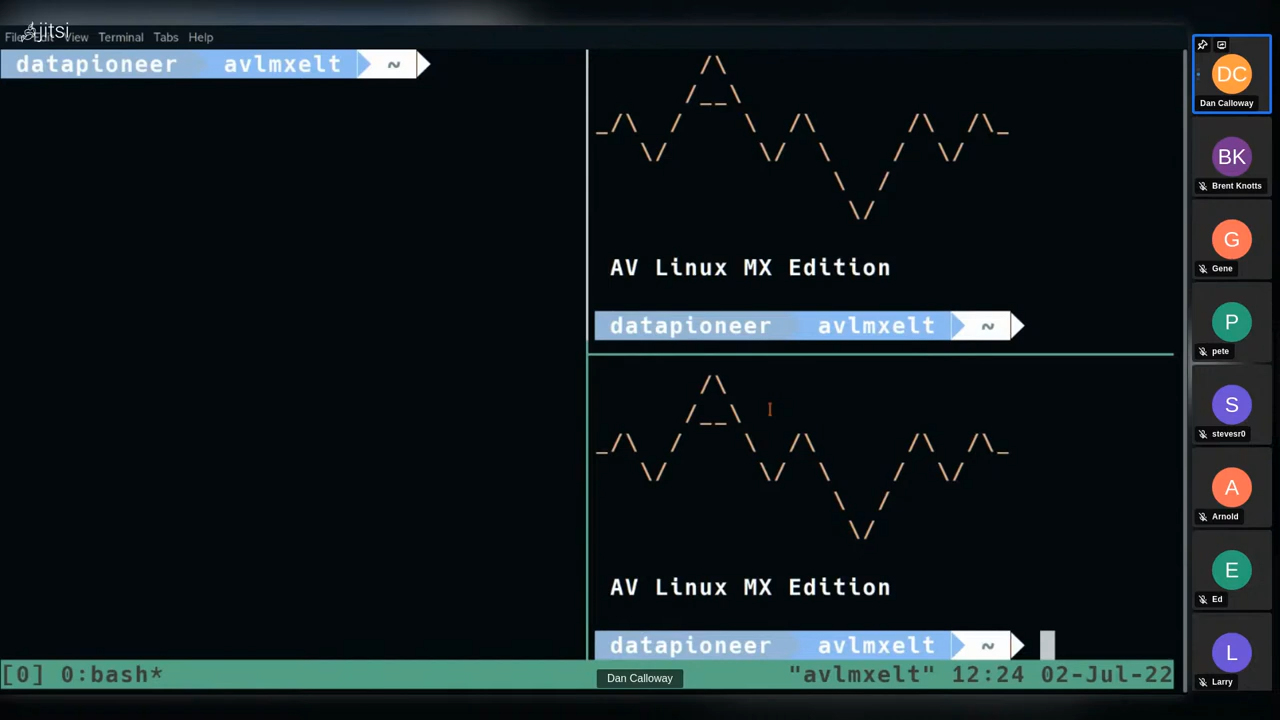 jitsi
File Edit View Terminal Tabs Help
datapioneer avlmxelt ~
AV Linux MX Edition
datapioneer avlmxelt ~
AV Linux MX Edition
datapioneer avlmxelt ~
[0] 0:bash* "avlmxelt" 12:24 02-Jul-22
Dan Calloway
DC
Dan Calloway
BK
Brent Knotts
G
Gene
P
pete
S
stevesr0
A
Arnold
E
Ed
L
Larry